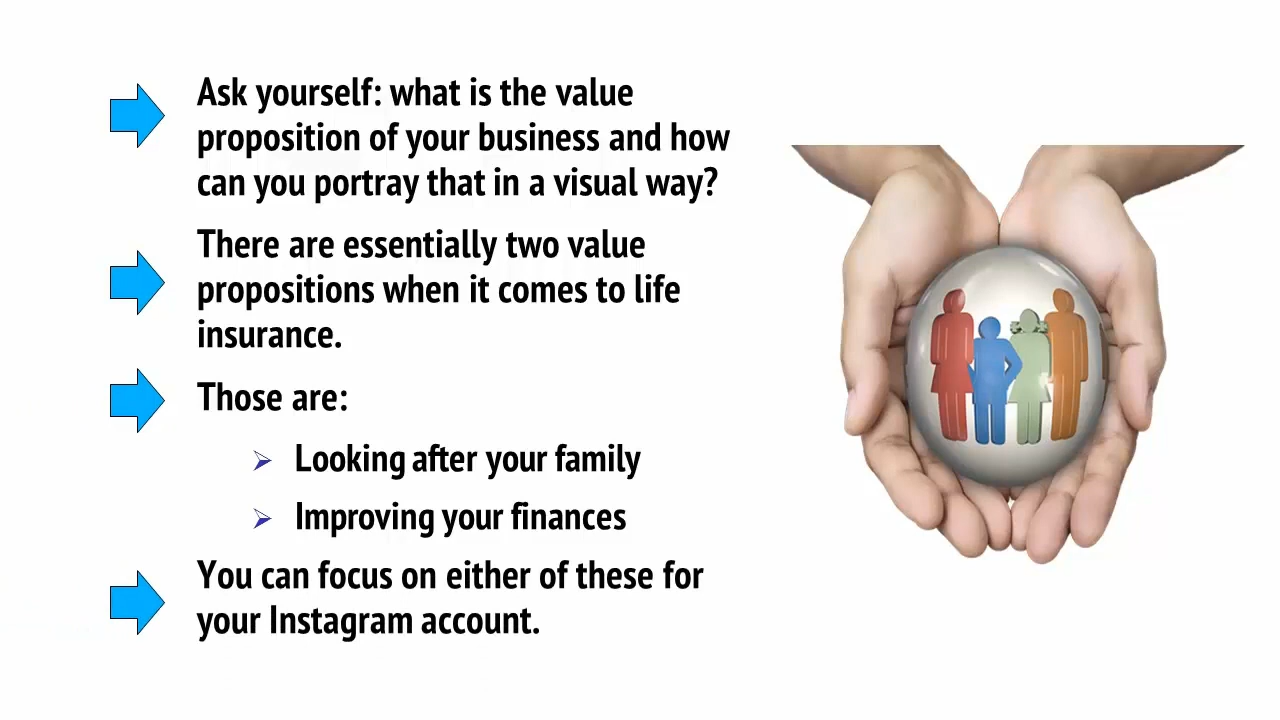 Ask yourself: what is the value
proposition of your business and how
can you portray that in a visual way?
There are essentially two value
propositions when it comes to life
insurance.
Those are:
Looking after your family
Improving your finances
You can focus on either of these for
your Instagram account.